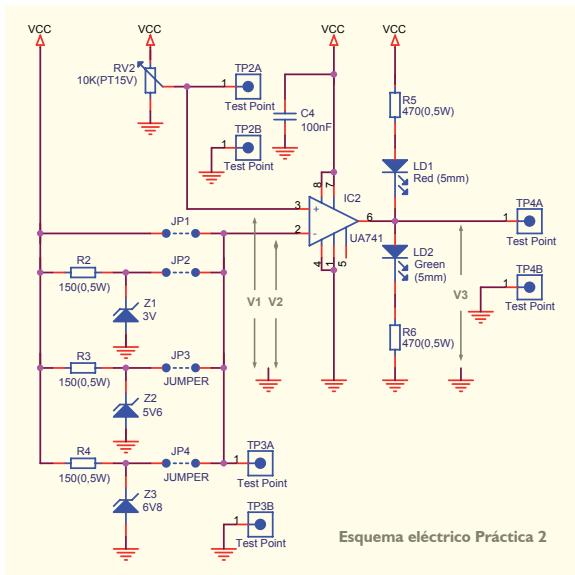 VCC
VCC
VCC
VCC
RV2
10K(PT15V)
TP2A
1
Test Point
TP2B
1
Test Point
C4
100nF
R5
470(0,5W)
LD1
Red (5mm)
8
7
IC2
3
+
2
-
6
UA741
4
1
5
TP4A
1
Test Point
LD2
Green
(5mm)
TP4B
1
Test Point
JP1
R2
150(0,5W)
JP2
Z1
3V
V1
V2
V3
R6
470(0,5W)
R3
150(0,5W)
JP3
JUMPER
Z2
5V6
R4
150(0,5W)
JP4
JUMPER
TP3A
1
Test Point
Z3
6V8
TP3B
1
Test Point
Esquema eléctrico Práctica 2